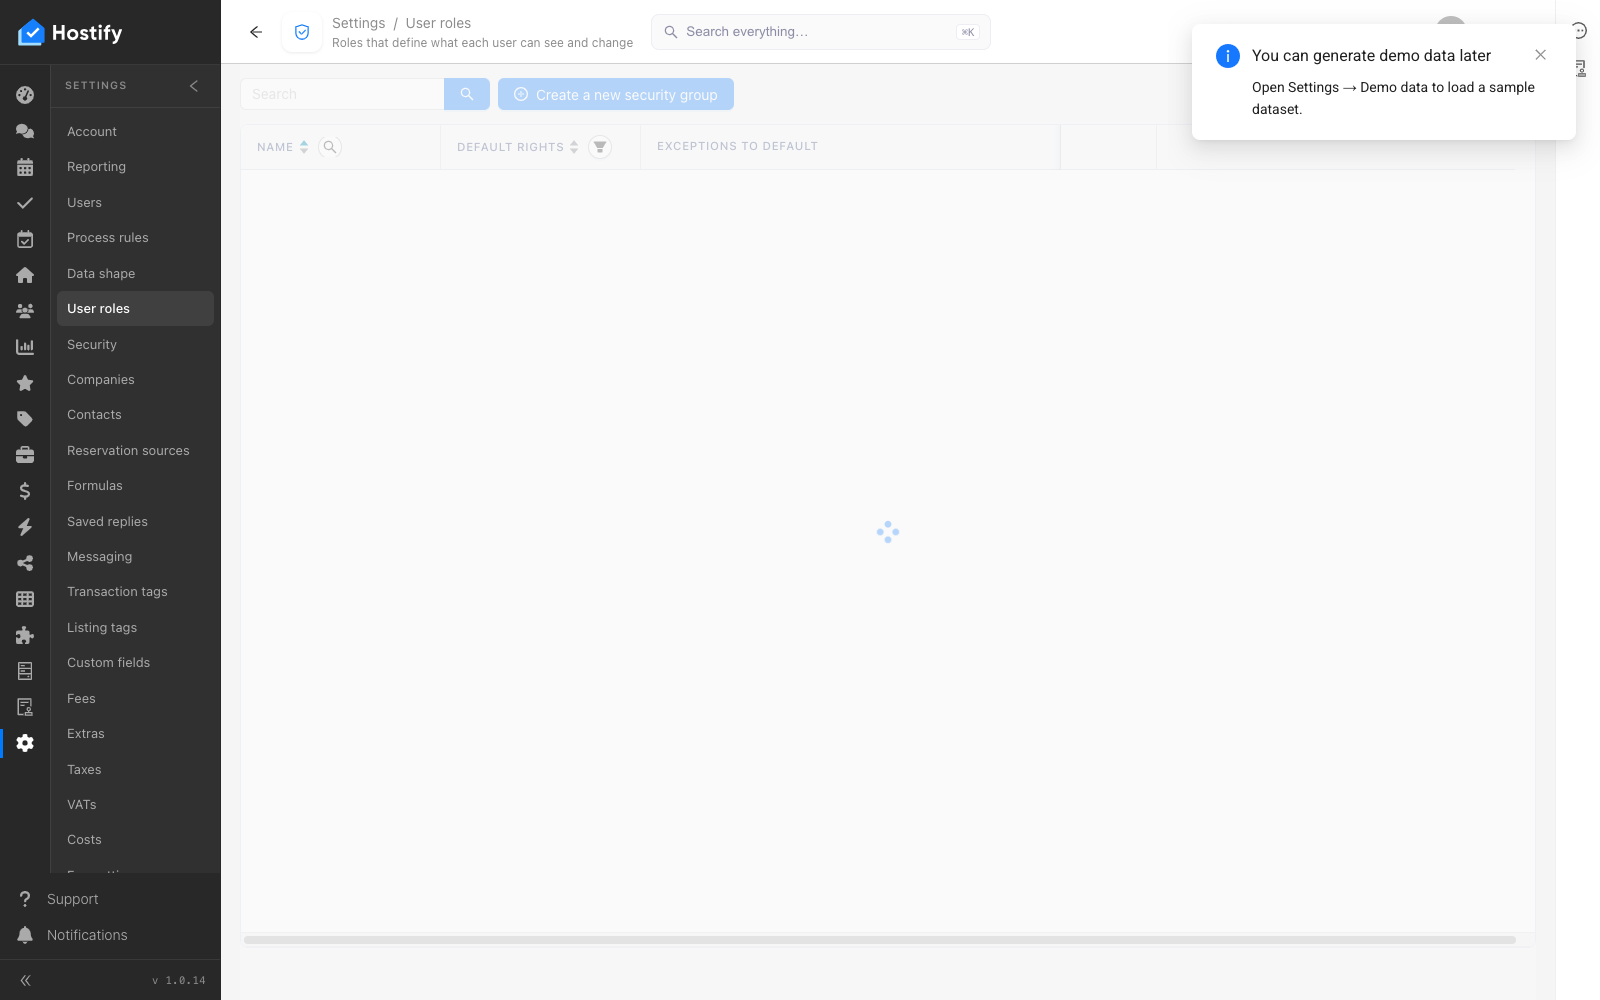 Hostify
Settings / User roles
Roles that define what each user can see and change
Search everything...
⌘K
You can generate demo data later
Open Settings → Demo data to load a sample
dataset.
SETTINGS
Account
Reporting
Users
Process rules
Data shape
User roles
Security
Companies
Contacts
Reservation sources
Formulas
Saved replies
Messaging
Transaction tags
Listing tags
Custom fields
Fees
Extras
Taxes
VATs
Costs
Support
Notifications
v 1.0.14
Search
Create a new security group
NAME
DEFAULT RIGHTS
EXCEPTIONS TO DEFAULT